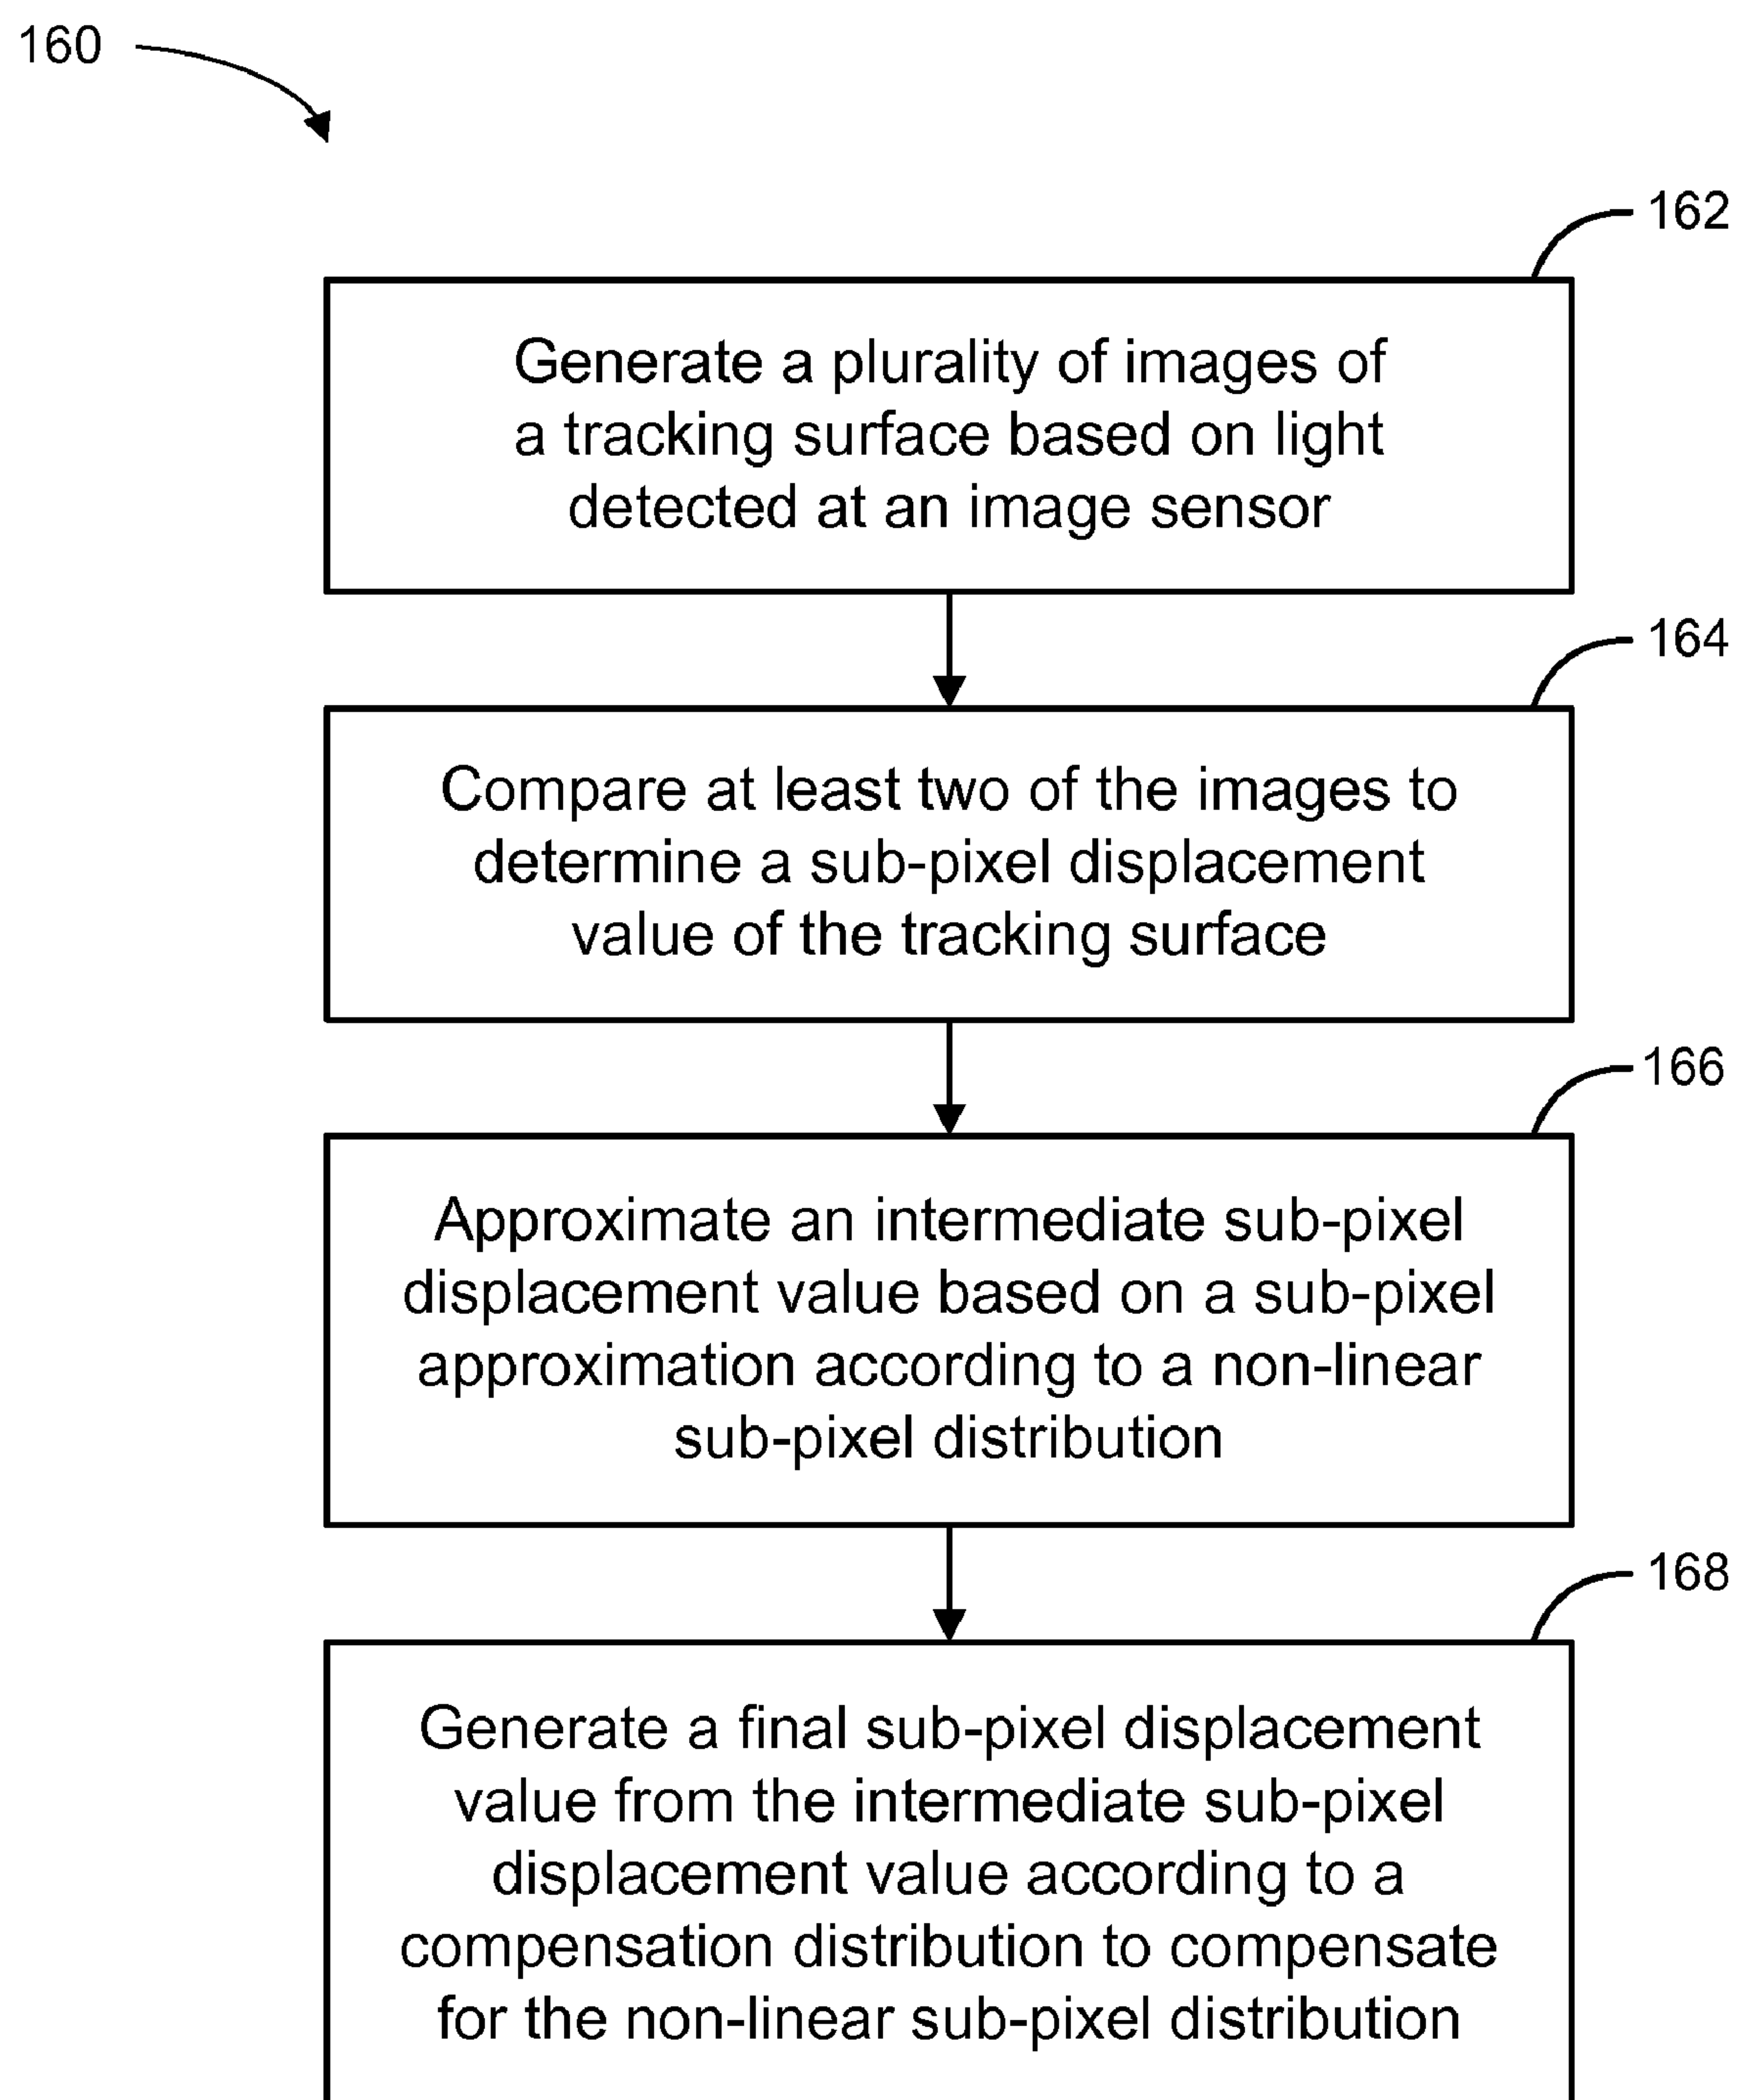 160
162
Generate a plurality of images of
a tracking surface based on light
detected at an image sensor
164
Compare at least two of the images to
determine a sub-pixel displacement
value of the tracking surface
166
Approximate an intermediate sub-pixel
displacement value based on a sub-pixel
approximation according to a non-linear
sub-pixel distribution
168
Generate a final sub-pixel displacement
value from the intermediate sub-pixel
displacement value according to a
compensation distribution to compensate
for the non-linear sub-pixel distribution